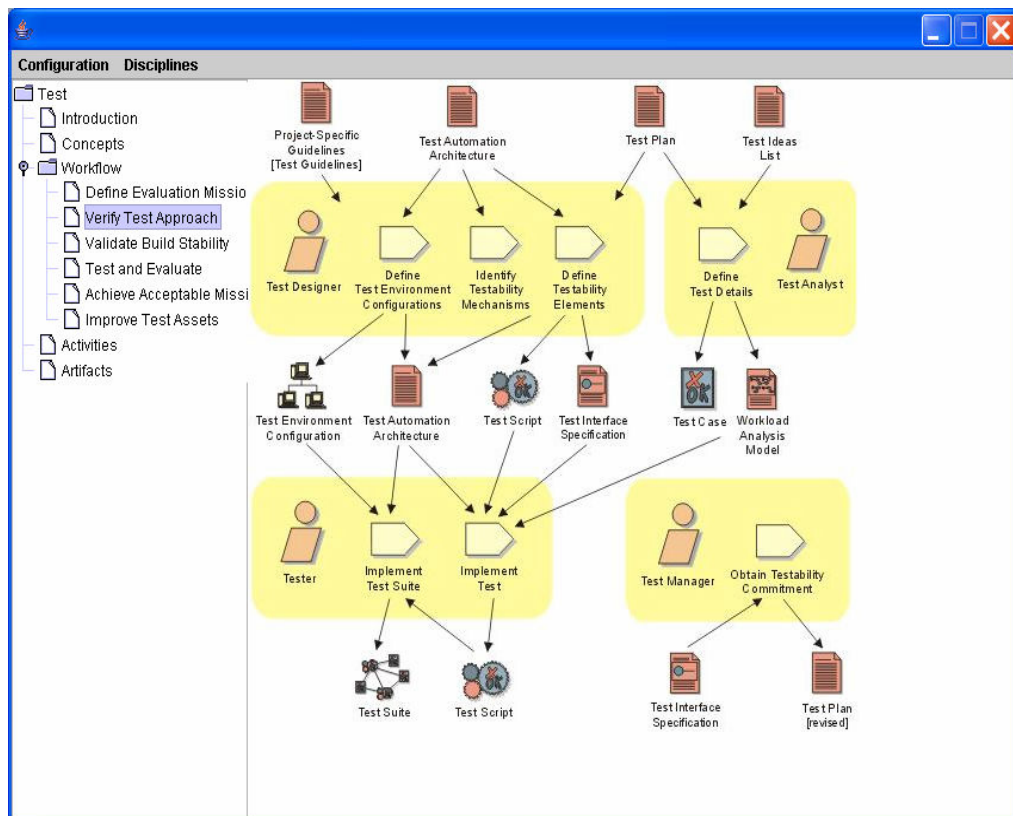 Configuration Disciplines
Test
Introduction
Concepts
Workflow
Define Evaluation Missio
Verify Test Approach
Validate Build Stability
Test and Evaluate
Achieve Acceptable Missi
Improve Test Assets
Activities
Artifacts
Project-Specific
Guidelines
[Test Guidelines]
Test Automation
Architecture
Test Plan
Test Ideas
List
Test Designer
Define
Test Environment
Configurations
Identify
Testability
Mechanisms
Define
Testability
Elements
Define
Test Details
Test Analyst
Test Environment
Configuration
Test Automation
Architecture
OK
Test Script
Test Interface
Specification
OK
Test Case
Workload
Analysis
Model
Tester
Implement
Test Suite
Implement
Test
Test Manager
Obtain Testability
Commitment
Test Suite
OK
Test Script
Test Interface
Specification
Test Plan
[revised]